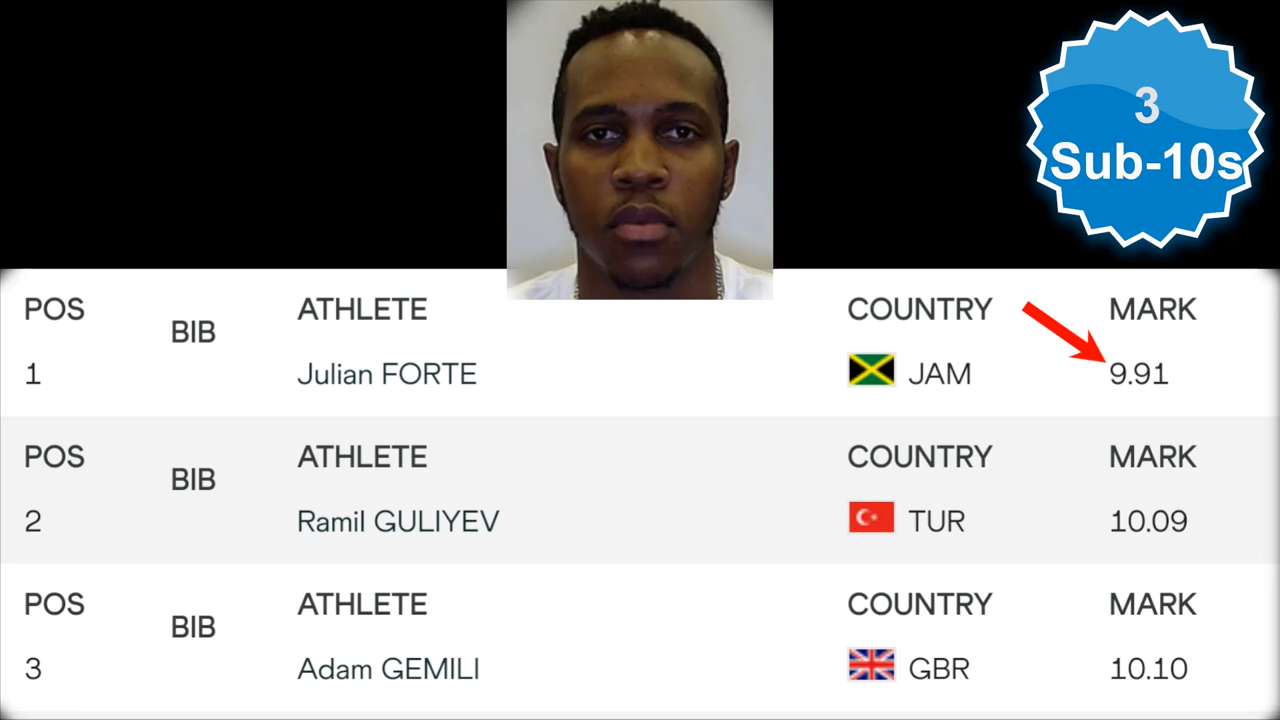 3
Sub-10s
POS BIB ATHLETE COUNTRY MARK
1 Julian FORTE JAM 9.91
POS BIB ATHLETE COUNTRY MARK
2 Ramil GULIYEV TUR 10.09
POS BIB ATHLETE COUNTRY MARK
3 Adam GEMILI GBR 10.10